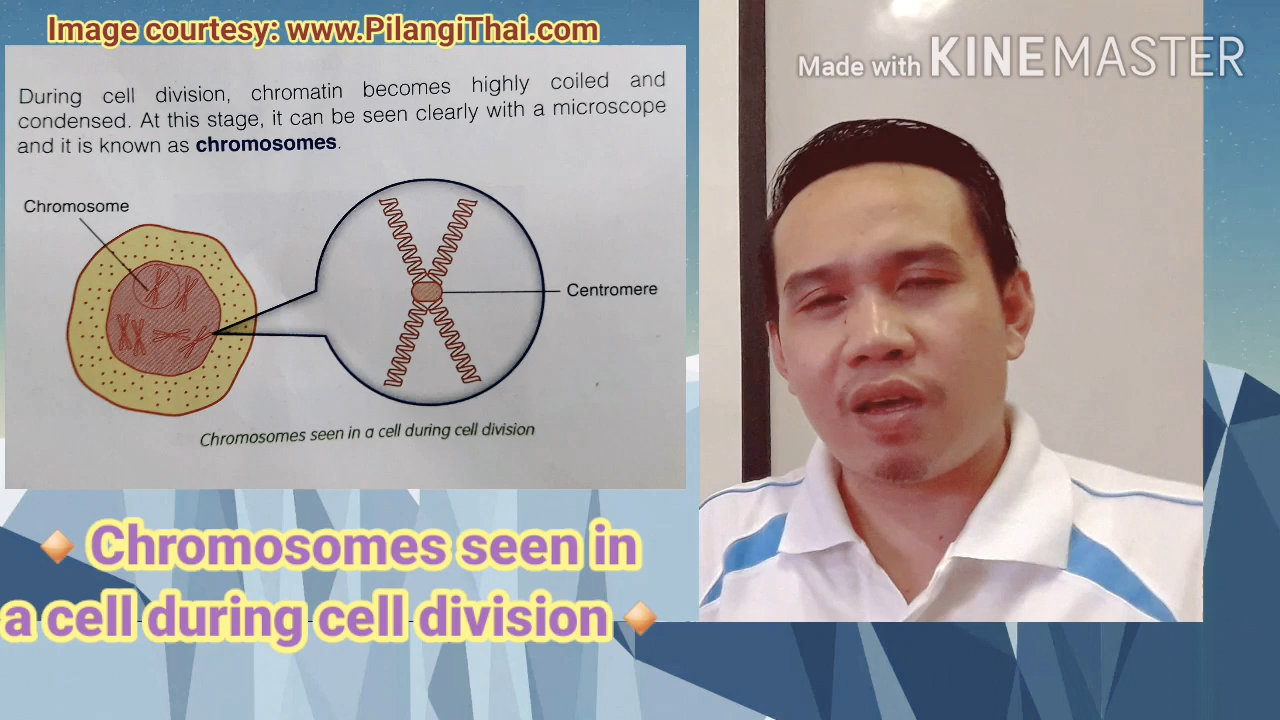 Image courtesy: www.PilangiThai.com
Made with KINEMASTER
During cell division, chromatin becomes highly coiled and
condensed. At this stage, it can be seen clearly with a microscope
and it is known as chromosomes.
Chromosome
Centromere
Chromosomes seen in a cell during cell division
Chromosomes seen in
a cell during cell division